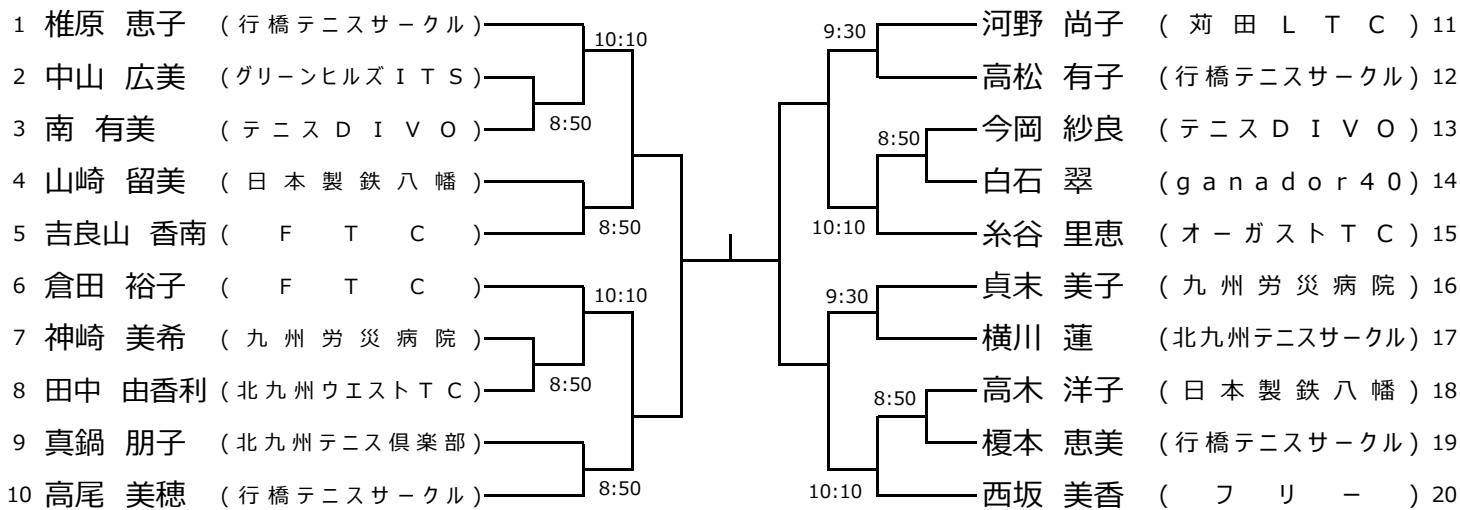 1 椎原 恵子 (行橋テニスサークル)
10:10
2 中山 広美 (グリーンヒルズITS)
3 南 有美 (テニスDIVO)
8:50
4 山崎 留美 (日本製鉄八幡)
5 吉良山 香南 (FTC)
8:50
6 倉田 裕子 (FTC)
10:10
7 神崎 美希 (九州労災病院)
8 田中 由香利 (北九州ウエストTC)
8:50
9 真鍋 朋子 (北九州テニス倶楽部)
10 高尾 美穂 (行橋テニスサークル)
8:50
河野 尚子 (苅田LTC) 11
9:30
高松 有子 (行橋テニスサークル) 12
今岡 紗良 (テニスDIVO) 13
8:50
白石 翠 (ganador40) 14
糸谷 里恵 (オーガストTC) 15
10:10
貞末 美子 (九州労災病院) 16
9:30
横川 蓮 (北九州テニスサークル) 17
高木 洋子 (日本製鉄八幡) 18
8:50
榎本 恵美 (行橋テニスサークル) 19
西坂 美香 (フリー) 20
10:10